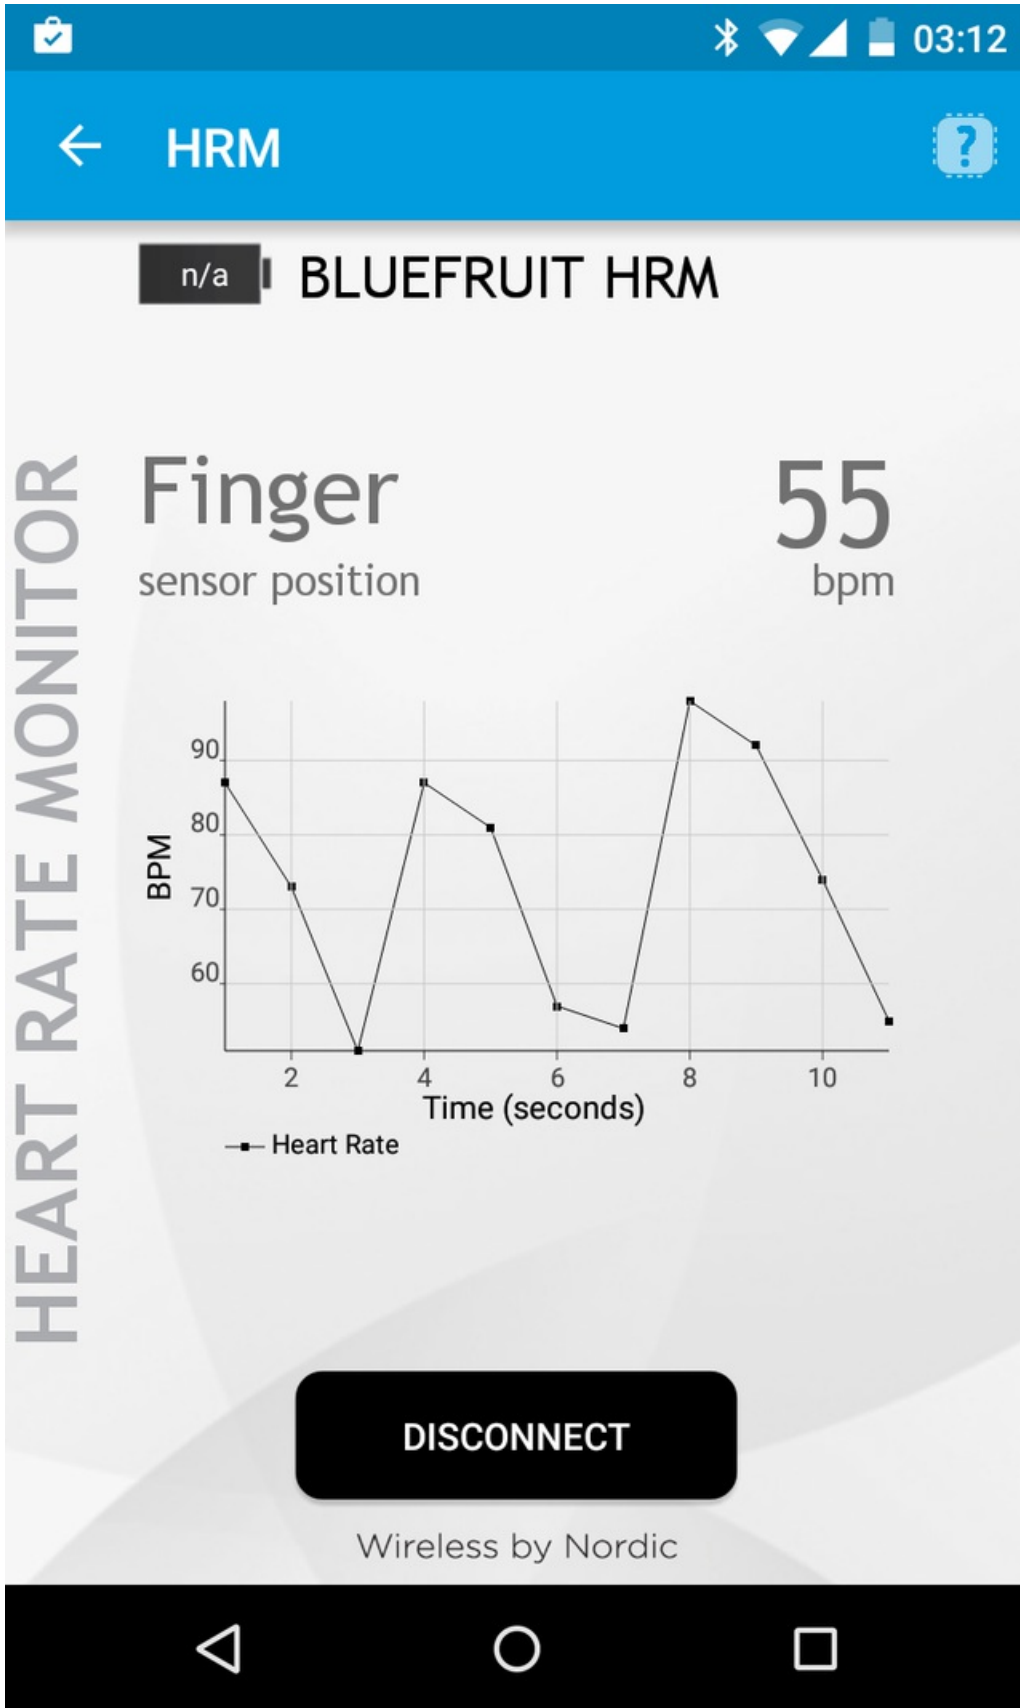 03:12
HRM
?
n/a BLUEFRUIT HRM
HEART RATE MONITOR
Finger
sensor position
55
bpm
BPM
90
80
70
60
2 4 6 8 10
Time (seconds)
Heart Rate
DISCONNECT
Wireless by Nordic